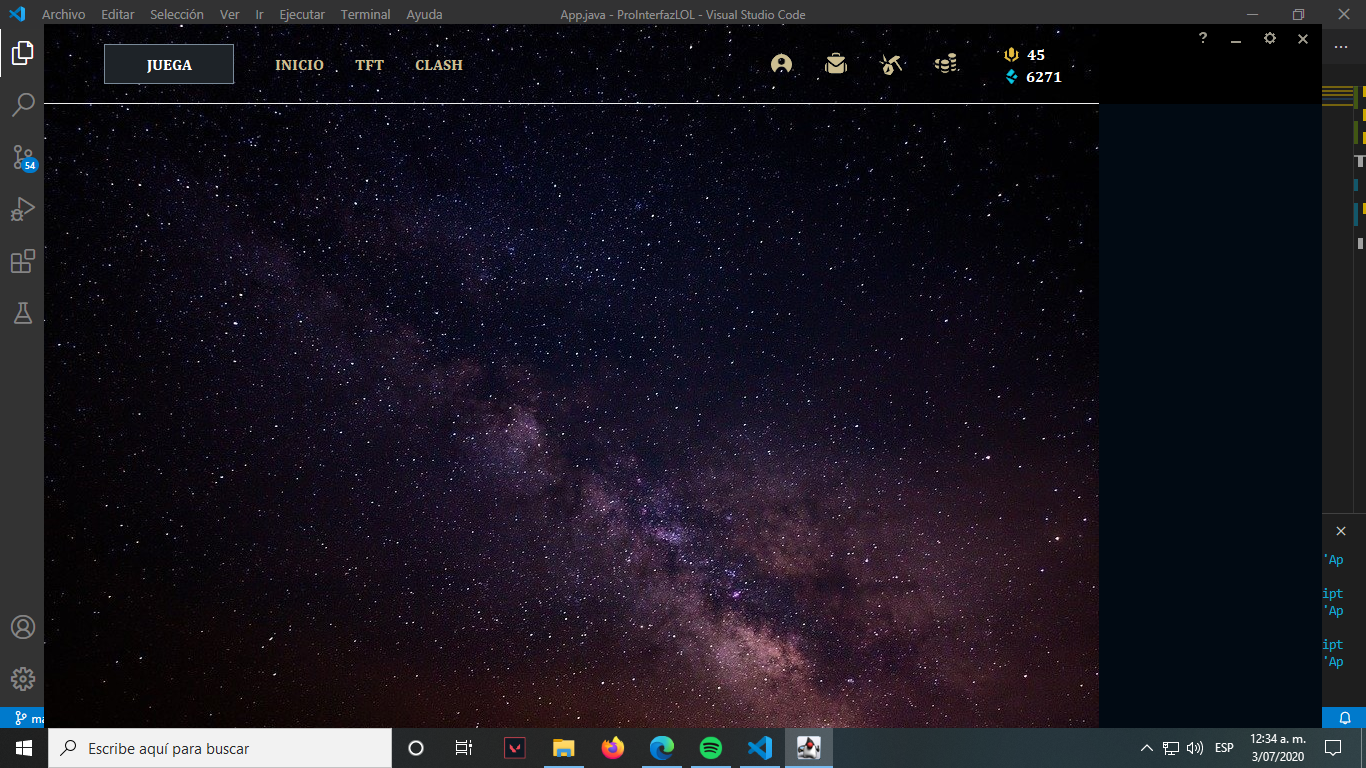 Archivo Editar Selección Ver Ir Ejecutar Terminal Ayuda App.java - ProInterfazLOL - Visual Studio Code
JUEGA INICIO TFT CLASH 45 ?
6271
54
'Ap
ipt
'Ap
ipt
'Ap
ma
Escribe aquí para buscar
ESP
12:34 a. m.
3/07/2020